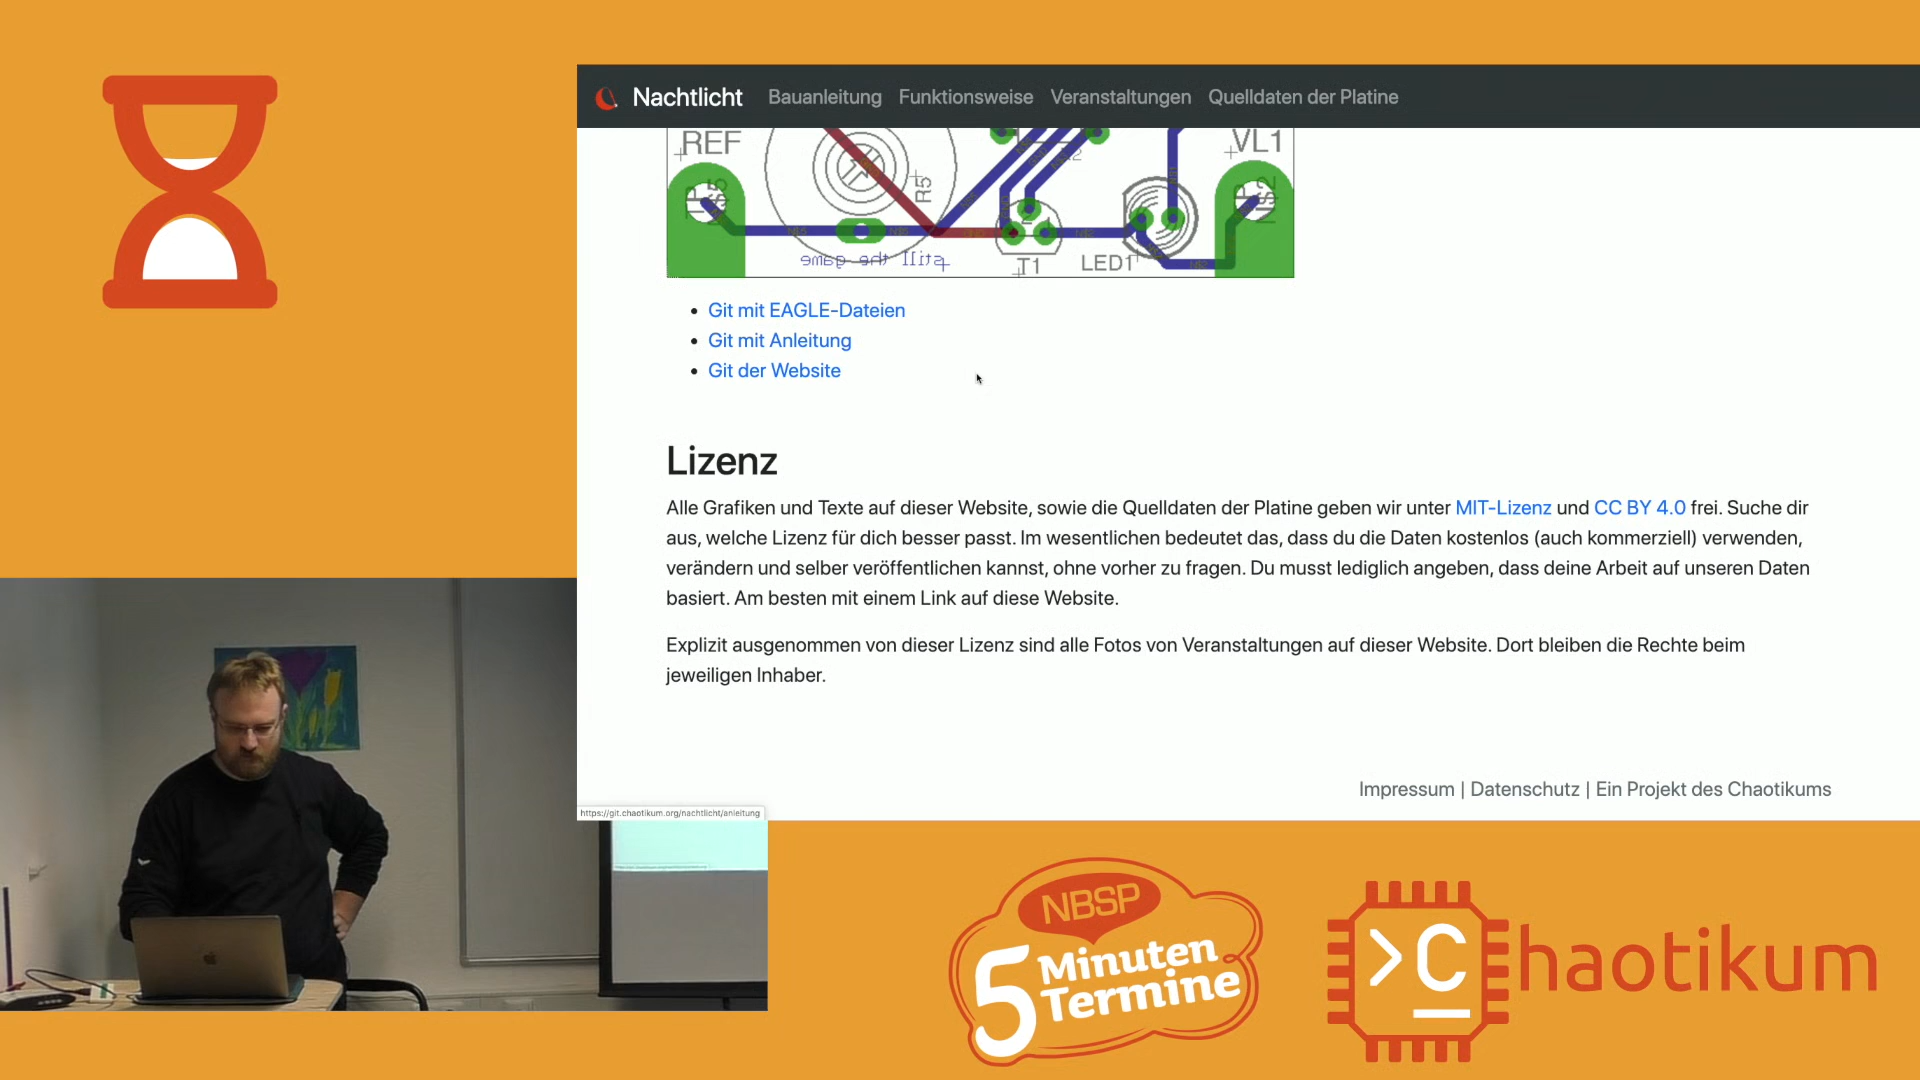 Nachtlicht Bauanleitung Funktionsweise Veranstaltungen Quelldaten der Platine
REF
VL1
R5
still the game
T1
LED1
Git mit EAGLE-Dateien
Git mit Anleitung
Git der Website
Lizenz
Alle Grafiken und Texte auf dieser Website, sowie die Quelldaten der Platine geben wir unter MIT-Lizenz und CC BY 4.0 frei. Suche dir
aus, welche Lizenz für dich besser passt. Im wesentlichen bedeutet das, dass du die Daten kostenlos (auch kommerziell) verwenden,
verändern und selber veröffentlichen kannst, ohne vorher zu fragen. Du musst lediglich angeben, dass deine Arbeit auf unseren Daten
basiert. Am besten mit einem Link auf diese Website.
Explizit ausgenommen von dieser Lizenz sind alle Fotos von Veranstaltungen auf dieser Website. Dort bleiben die Rechte beim
jeweiligen Inhaber.
Impressum | Datenschutz | Ein Projekt des Chaotikums
https://git.chaotikum.org/nachtlicht/anleitung
NBSP
5 Minuten
Termine
>C_haotikum